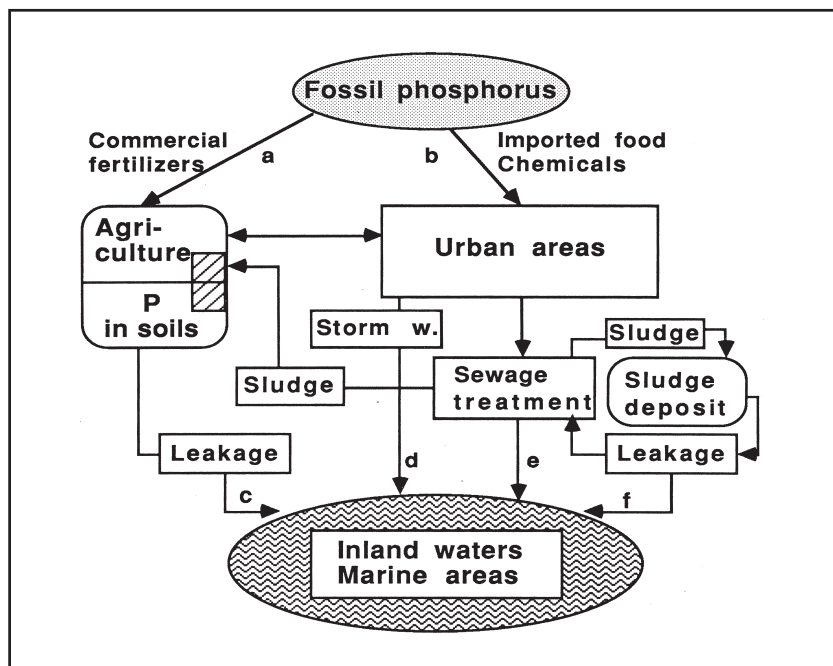 Fossil phosphorus
Commercial
fertilizers
a
b
Imported food
Chemicals
Agri-
culture
P
in soils
Urban areas
Storm w.
Sludge
Sludge
Sewage
treatment
Sludge
deposit
Leakage
Leakage
c
d
e
f
Inland waters
Marine areas